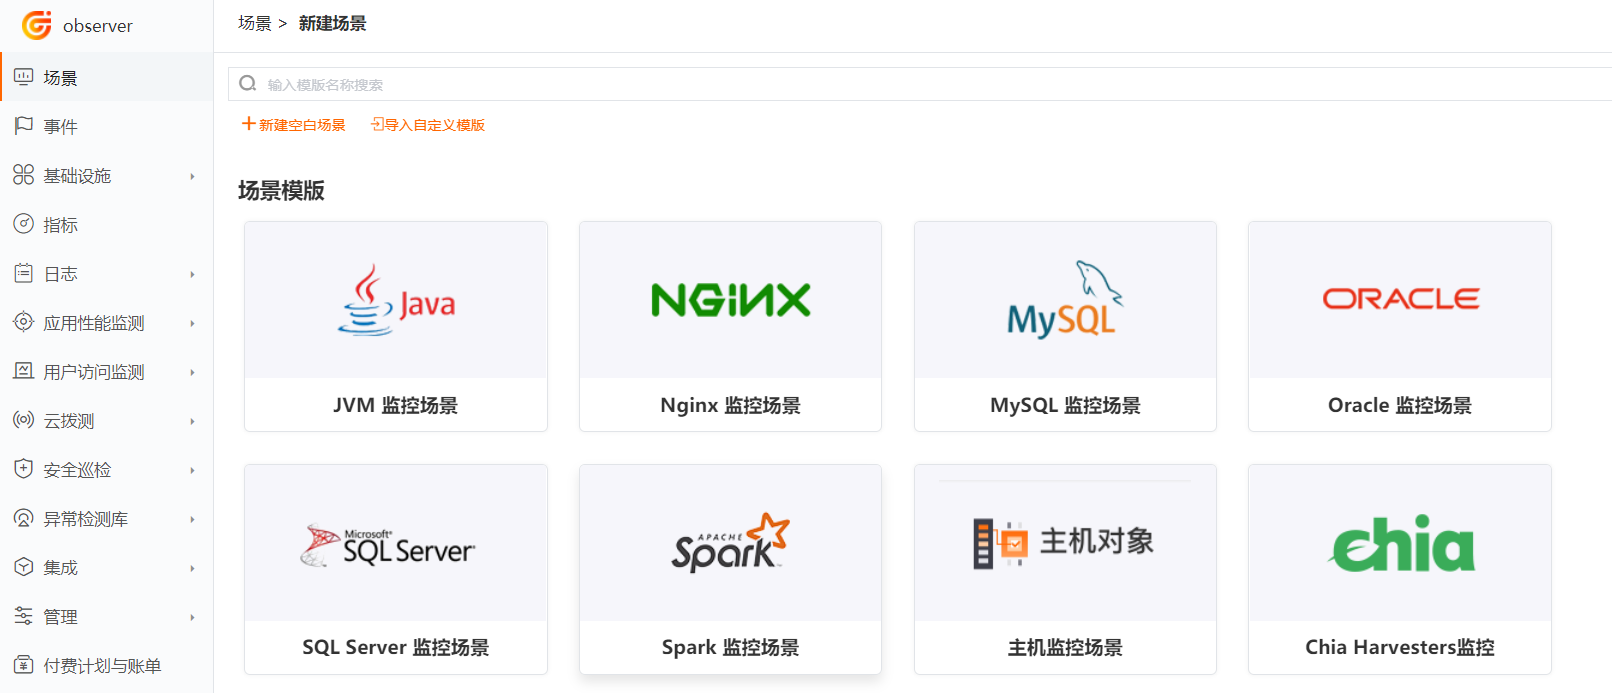 observer
场景
事件
基础设施
指标
日志
应用性能监测
用户访问监测
云拨测
安全巡检
异常检测库
集成
管理
付费计划与账单
场景 > 新建场景
输入模版名称搜索
新建空白场景 导入自定义模版
场景模版
Java
NGiNX
MySQL
ORACLE
JVM 监控场景
Nginx 监控场景
MySQL 监控场景
Oracle 监控场景
Microsoft®
SQL Server®
APACHE
Spark™
主机对象
chia
SQL Server 监控场景
Spark 监控场景
主机监控场景
Chia Harvesters监控